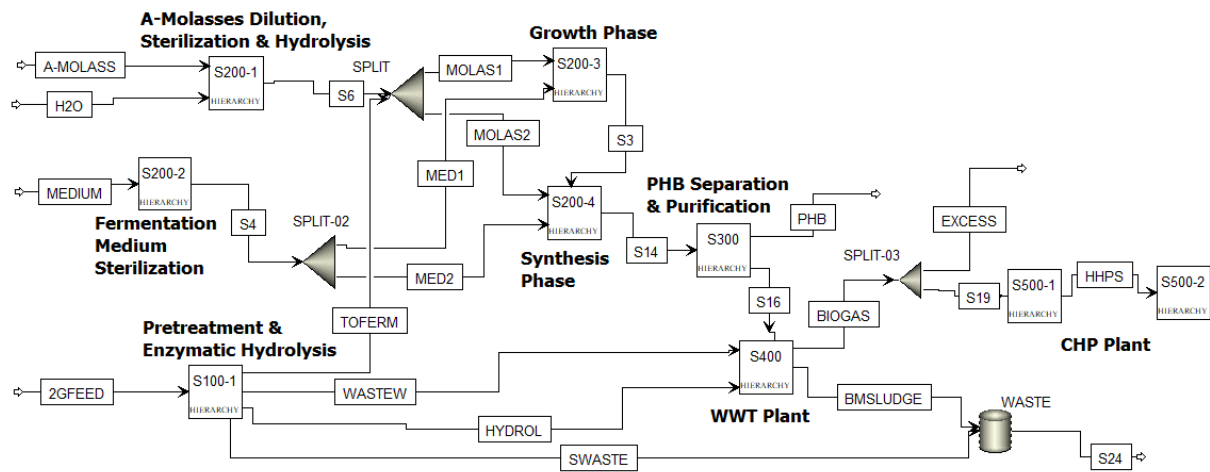 A-Molasses Dilution,
Sterilization & Hydrolysis
A-MOLASS
H2O
S200-1
HIERARCHY
S6
SPLIT
MOLAS1
MOLAS2
Growth Phase
S200-3
HIERARCHY
S3
MEDIUM
S200-2
HIERARCHY
Fermentation
Medium
Sterilization
S4
SPLIT-02
MED1
MED2
S200-4
HIERARCHY
Synthesis
Phase
S14
PHB Separation
& Purification
S300
HIERARCHY
PHB
S16
EXCESS
SPLIT-03
S19
S500-1
HIERARCHY
HHPS
S500-2
HIERARCHY
CHP Plant
BIOGAS
TOFERM
Pretreatment &
Enzymatic Hydrolysis
2GFEED
S100-1
HIERARCHY
WASTEW
HYDROL
SWASTE
S400
HIERARCHY
WWT Plant
BMSLUDGE
WASTE
S24